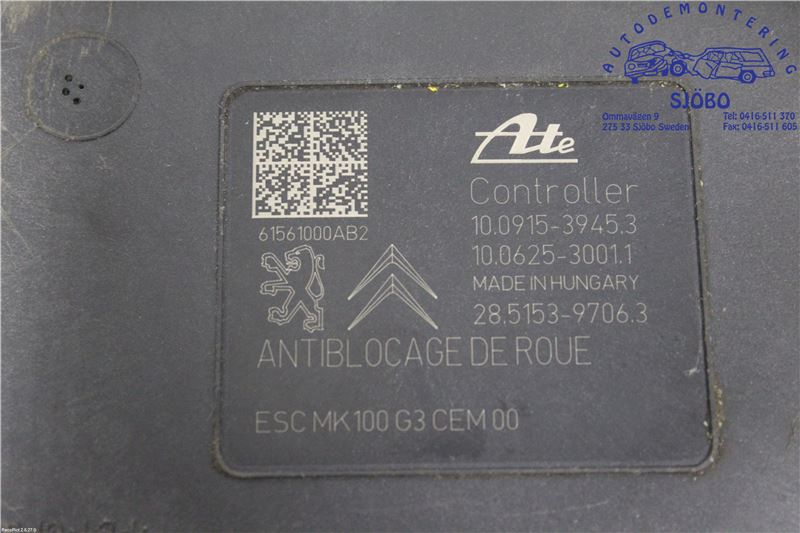 AUTODEMONTERING
SJÖBO
Ommavägen 9
275 33 Sjöbo Sweden
Tel: 0416-511 370
Fax: 0416-511 605
Ate
Controller
10.0915-3945.3
61561000AB2
10.0625-3001.1
MADE IN HUNGARY
28.5153-9706.3
ANTIBLOCAGE DE ROUE
ESC MK100 G3 CEM 00